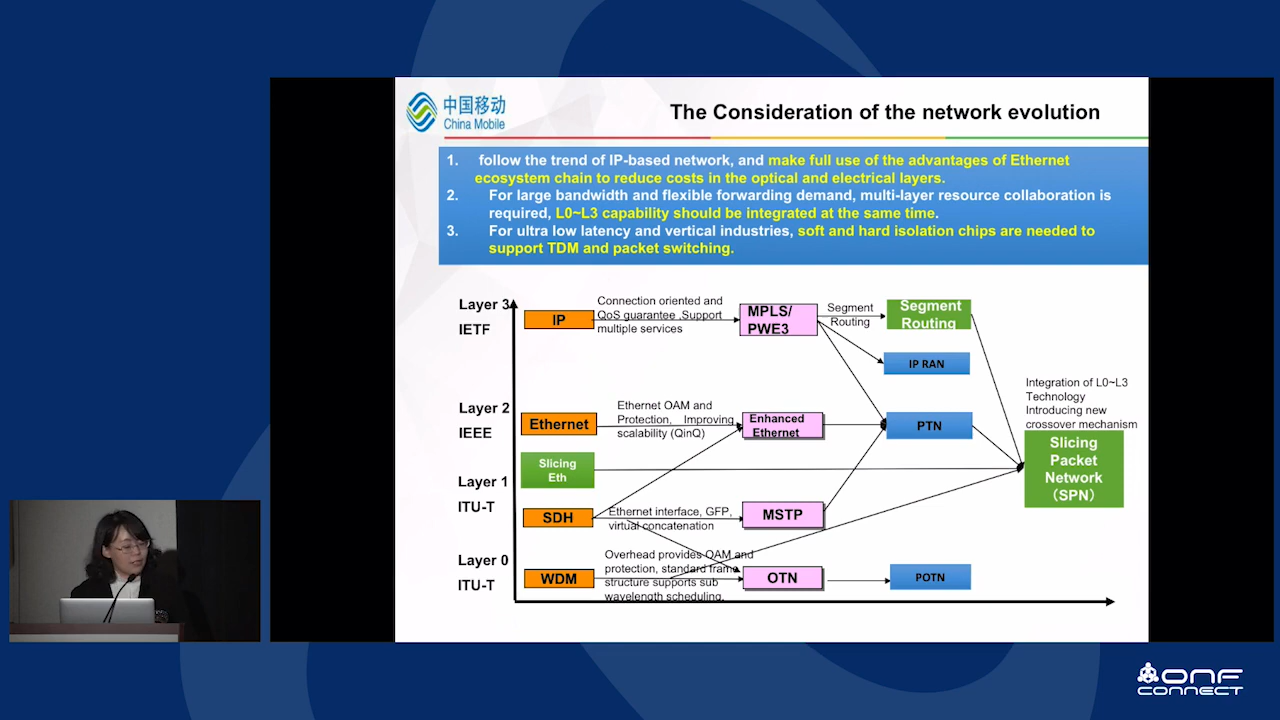 中国移动
China Mobile
The Consideration of the network evolution
1. follow the trend of IP-based network, and make full use of the advantages of Ethernet
ecosystem chain to reduce costs in the optical and electrical layers.
2. For large bandwidth and flexible forwarding demand, multi-layer resource collaboration is
required, L0~L3 capability should be integrated at the same time.
3. For ultra low latency and vertical industries, soft and hard isolation chips are needed to
support TDM and packet switching.
Layer 3
IETF
IP
Connection oriented and
QoS guarantee ,Support
multiple services
MPLS/
PWE3
Segment
Routing
Segment
Routing
IP RAN
Layer 2
IEEE
Ethernet
Ethernet OAM and
Protection, Improving
scalability (QinQ)
Enhanced
Ethernet
PTN
Integration of L0~L3
Technology
Introducing new
crossover mechanism
Slicing
Packet
Network
(SPN)
Slicing
Eth
Layer 1
ITU-T
SDH
Ethernet interface, GFP,
virtual concatenation
MSTP
Layer 0
ITU-T
WDM
Overhead provides OAM and
protection, standard frame
structure supports sub
wavelength scheduling.
OTN
POTN
ONF
CONNECT